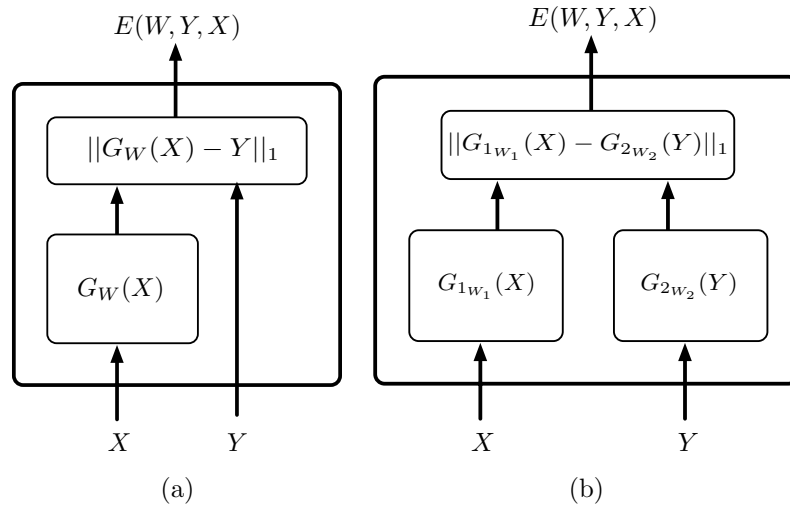 E(W, Y, X)
||G_W(X) − Y||_1
G_W(X)
X Y
(a)
E(W, Y, X)
||G_{1_{W_1}}(X) − G_{2_{W_2}}(Y)||_1
G_{1_{W_1}}(X) G_{2_{W_2}}(Y)
X Y
(b)